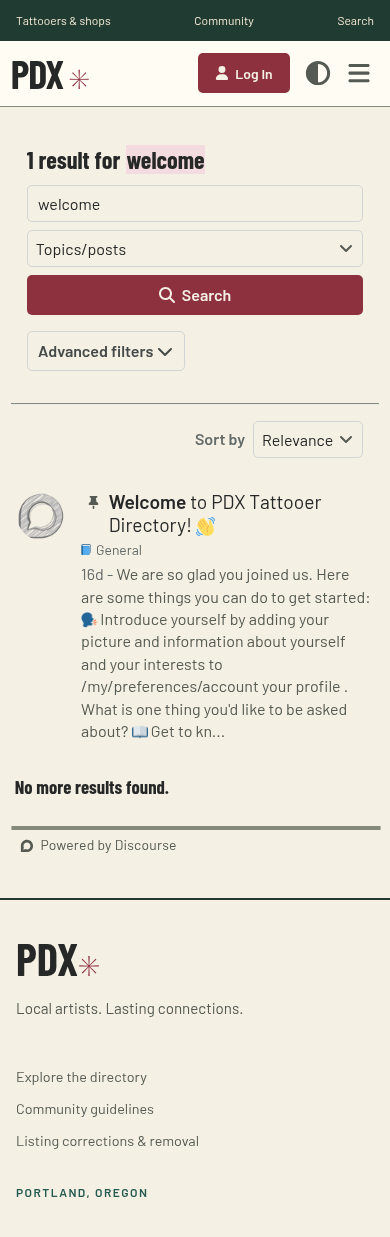 Tattooers & shops Community Search
PDX Log In
1 result for welcome
welcome
Topics/posts
Search
Advanced filters
Sort by Relevance
Welcome to PDX Tattooer
Directory! 👋
General
16d - We are so glad you joined us. Here
are some things you can do to get started:
🗣 Introduce yourself by adding your
picture and information about yourself
and your interests to
/my/preferences/account your profile .
What is one thing you'd like to be asked
about? 📖 Get to kn...
No more results found.
Powered by Discourse
PDX
Local artists. Lasting connections.
Explore the directory
Community guidelines
Listing corrections & removal
PORTLAND, OREGON